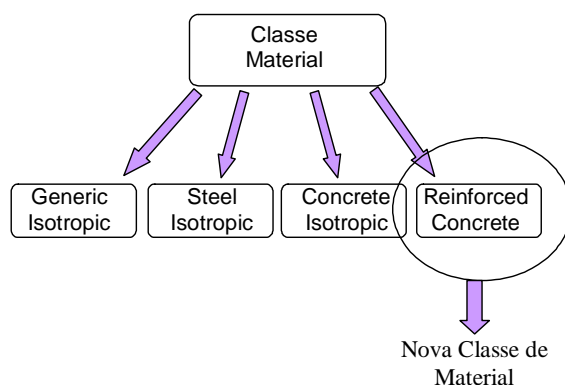 Classe
Material
Generic
Isotropic
Steel
Isotropic
Concrete
Isotropic
Reinforced
Concrete
Nova Classe de
Material